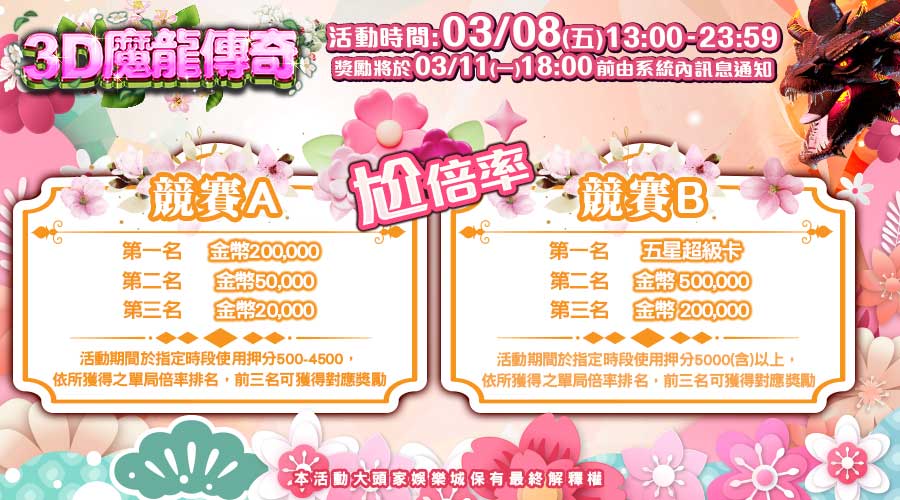 3D魔龍傳奇
活動時間:03/08(五)13:00-23:59
獎勵將於03/11(一)18:00前由系統內訊息通知
尬倍率
競賽A
第一名 金幣200,000
第二名 金幣50,000
第三名 金幣20,000
活動期間於指定時段使用押分500-4500，
依所獲得之單局倍率排名，前三名可獲得對應獎勵
競賽B
第一名 五星超級卡
第二名 金幣 500,000
第三名 金幣 200,000
活動期間於指定時段使用押分5000(含)以上，
依所獲得之單局倍率排名，前三名可獲得對應獎勵
本活動大頭家娛樂城保有最終解釋權